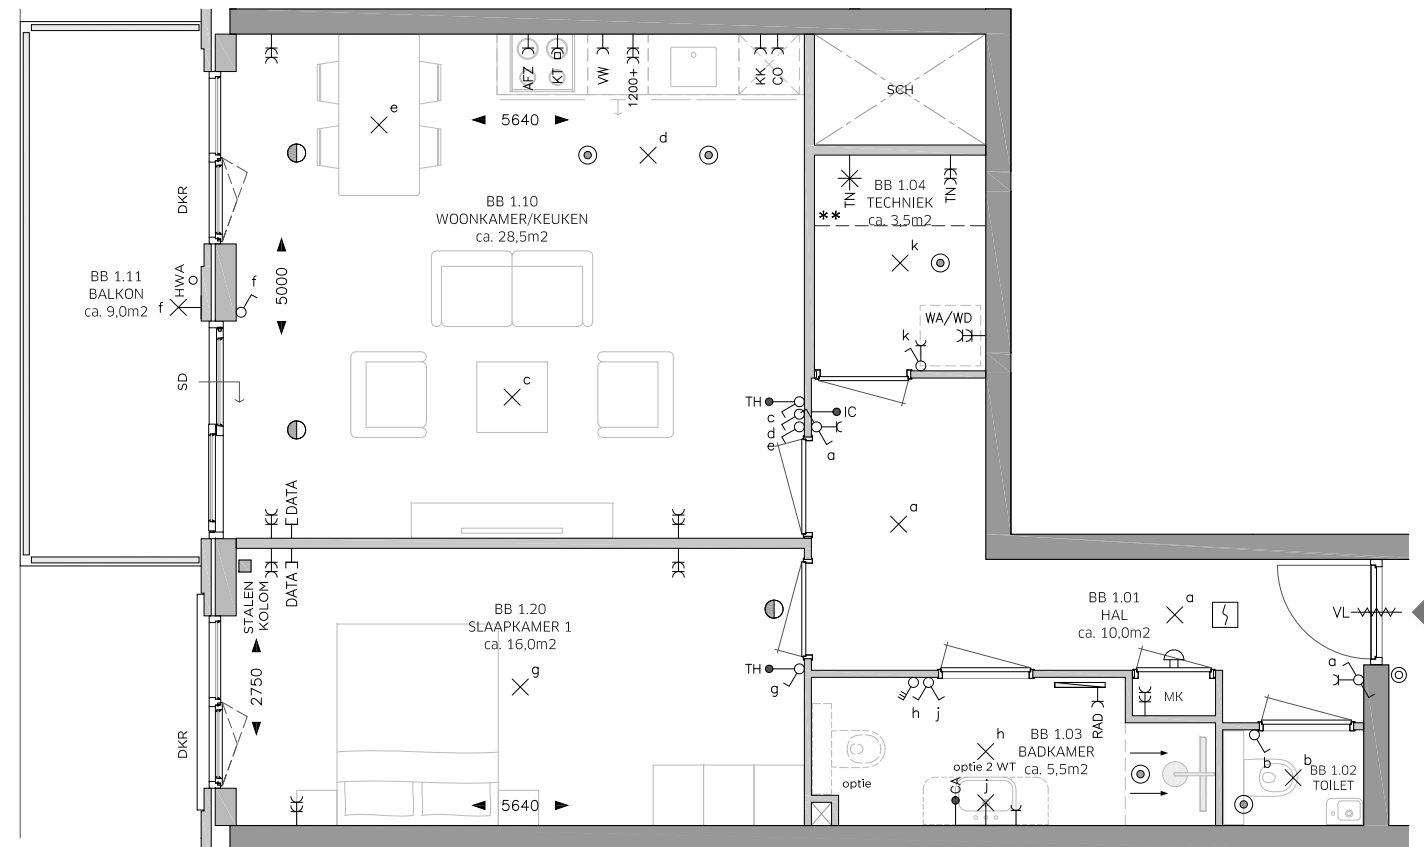 AFZ
KT
VW
1200+
KK
CO
SCH
e
5640
d
DKR
BB 1.10
WOONKAMER/KEUKEN
ca. 28,5m2
BB 1.04
TECHNIEK
ca. 3,5m2
TN
TN
**
k
BB 1.11
BALKON
ca. 9,0m2
HWA
f
f
5000
WA/WD
k
SD
c
TH
c
d
e
IC
a
a
DATA
DATA
STALEN
KOLOM
BB 1.20
SLAAPKAMER 1
ca. 16,0m2
2750
g
TH
g
BB 1.01
HAL
ca. 10,0m2
a
VL
a
MK
h
j
RAD
BB 1.03
BADKAMER
ca. 5,5m2
h
optie 2 WT
optie
CA
j
DKR
5640
b
b
BB 1.02
TOILET